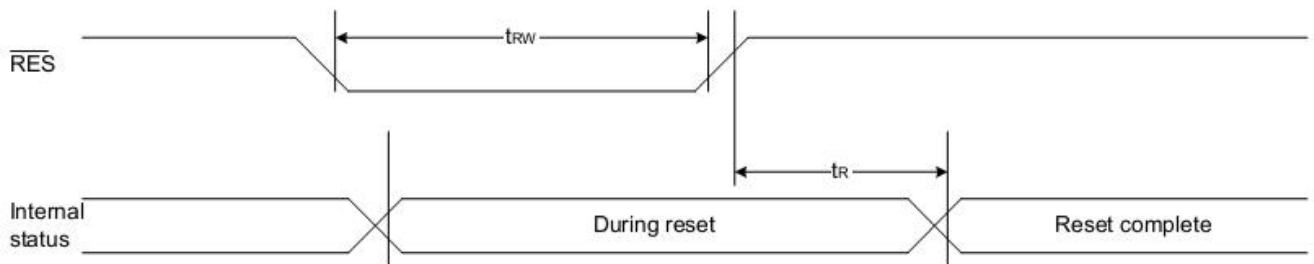 tRW
RES
tR
Internal
status
During reset
Reset complete